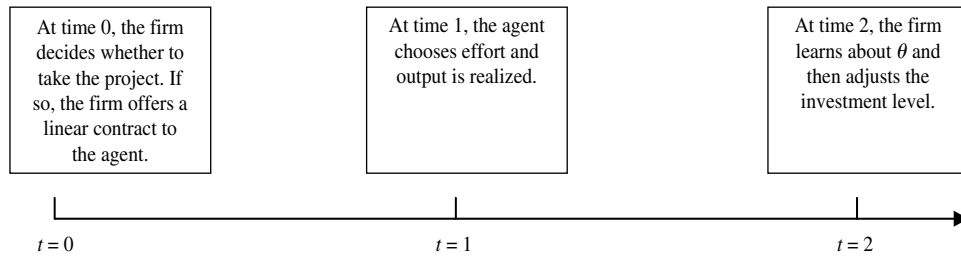 At time 0, the firm
decides whether to
take the project. If
so, the firm offers a
linear contract to
the agent.
At time 1, the agent
chooses effort and
output is realized.
At time 2, the firm
learns about θ and
then adjusts the
investment level.
t = 0
t = 1
t = 2